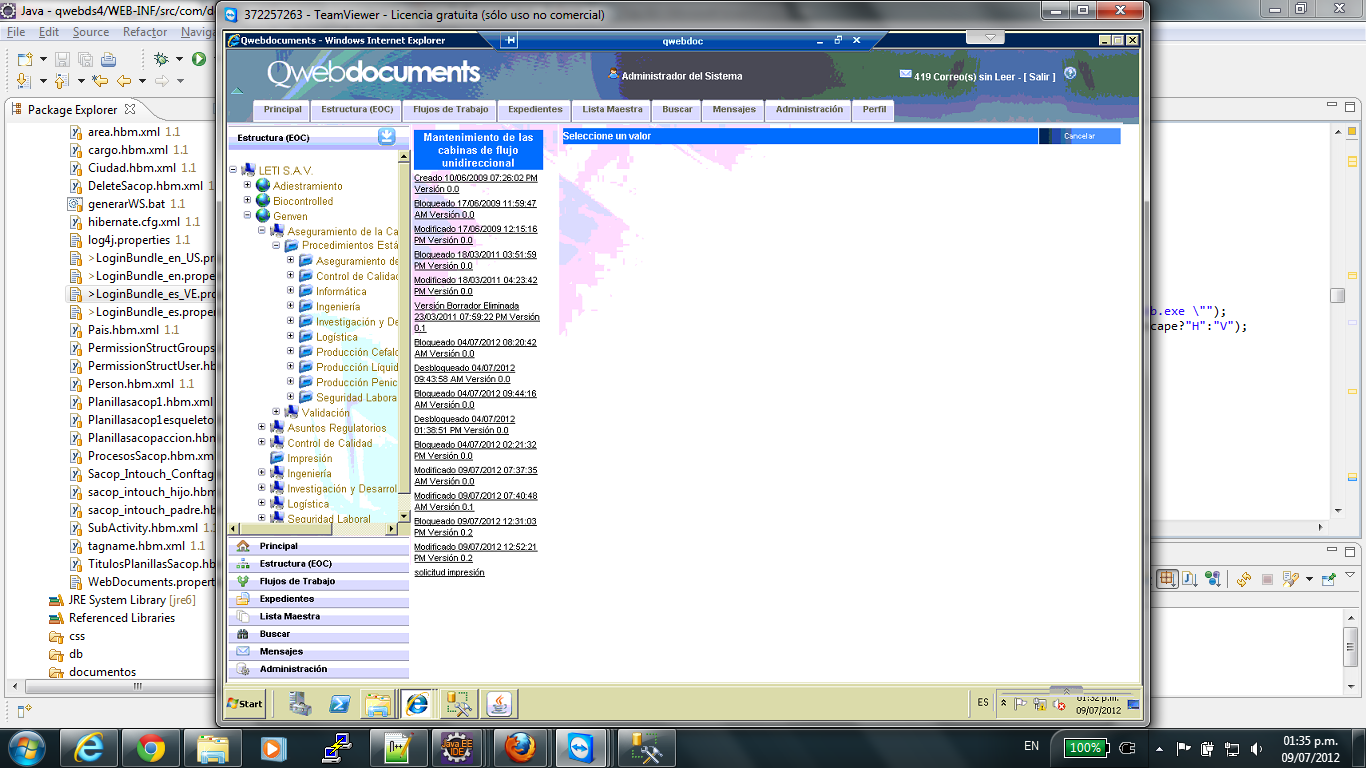 Java - qwebds4/WEB-INF/src/com/d
File Edit Source Refactor Naviga
Package Explorer
area.hbm.xml 1.1
cargo.hbm.xml 1.1
Ciudad.hbm.xml 1.1
DeleteSacop.hbm.xml 1.1
generarWS.bat 1.1
hibernate.cfg.xml 1.1
log4j.properties 1.1
>LoginBundle_en_US.pr
>LoginBundle_en.prope
>LoginBundle_es_VE.pro
>LoginBundle_es.proper
Pais.hbm.xml 1.1
PermissionStructGroups
PermissionStructUser.hb
Person.hbm.xml 1.1
Planillasacop1.hbm.xml
Planillasacop1esqueleto
Planillasacopaccion.hbm
ProcesosSacop.hbm.xm
Sacop_Intouch_Conftag
sacop_intouch_hijo.hbm
sacop_intouch_padre.hb
SubActivity.hbm.xml 1.
tagname.hbm.xml 1.1
TitulosPlanillasSacop.hb
WebDocuments.propert
JRE System Library [jre6]
Referenced Libraries
css
db
documentos
372257263 - TeamViewer - Licencia gratuita (sólo uso no comercial)
Qwebdocuments - Windows Internet Explorer
qwebdoc
Qwebdocuments
Administrador del Sistema
419 Correo(s) sin Leer - [ Salir ]
Principal Estructura (EOC) Flujos de Trabajo Expedientes Lista Maestra Buscar Mensajes Administración Perfil
Estructura (EOC)
LETI S.A.V.
Adiestramiento
Biocontrolled
Genven
Aseguramiento de la Ca
Procedimientos Está
Aseguramiento de
Control de Calidad
Informática
Ingeniería
Investigación y De
Logística
Producción Cefalo
Producción Líquid
Producción Penic
Seguridad Labora
Validación
Asuntos Regulatorios
Control de Calidad
Impresión
Ingeniería
Investigación y Desarrol
Logística
Seguridad Laboral
Principal
Estructura (EOC)
Flujos de Trabajo
Expedientes
Lista Maestra
Buscar
Mensajes
Administración
Mantenimiento de las
cabinas de flujo
unidireccional
Creado 10/06/2009 07:26:02 PM
Versión 0.0
Bloqueado 17/06/2009 11:59:47
AM Versión 0.0
Modificado 17/06/2009 12:15:16
PM Versión 0.0
Bloqueado 18/03/2011 03:51:59
PM Versión 0.0
Modificado 18/03/2011 04:23:42
PM Versión 0.0
Versión Borrador Eliminada
23/03/2011 07:59:22 PM Versión
0.1
Bloqueado 04/07/2012 08:20:42
AM Versión 0.0
Desbloqueado 04/07/2012
09:43:58 AM Versión 0.0
Bloqueado 04/07/2012 09:44:16
AM Versión 0.0
Desbloqueado 04/07/2012
01:38:51 PM Versión 0.0
Bloqueado 04/07/2012 02:21:32
PM Versión 0.0
Modificado 09/07/2012 07:37:35
AM Versión 0.0
Modificado 09/07/2012 07:40:48
AM Versión 0.1
Bloqueado 09/07/2012 12:31:03
PM Versión 0.2
Modificado 09/07/2012 12:52:21
PM Versión 0.2
solicitud impresión
Seleccione un valor
Cancelar
b.exe \"");
cape?"H":"V");
Start
ES
01:32 p.m.
09/07/2012
Java EE
IDE
EN
100%
01:35 p.m.
09/07/2012